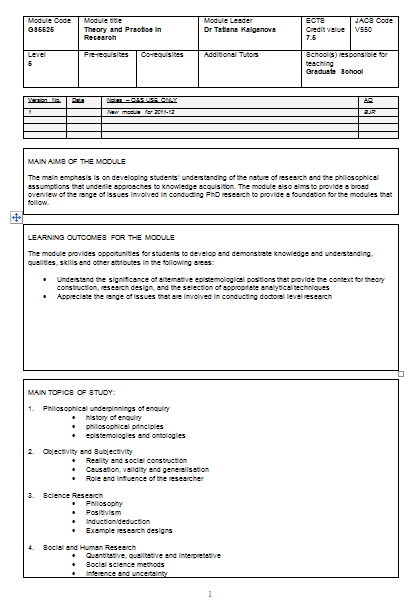 Module Code
GS5525
Module title
Theory and Practice in
Research
Module Leader
Dr Tatiana Kalganova
ECTS
Credit value
7.5
JACS Code
V550
Level
5
Pre-requisites
Co-requisites
Additional Tutors
School(s) responsible for
teaching
Graduate School
Version No.
Date
Notes – Q&S USE ONLY
AO
1
New module for 2011-12
BJR
MAIN AIMS OF THE MODULE
The main emphasis is on developing students' understanding of the nature of research and the philosophical
assumptions that underlie approaches to knowledge acquisition. The module also aims to provide a broad
overview of the range of issues involved in conducting PhD research to provide a foundation for the modules that
follow.
LEARNING OUTCOMES FOR THE MODULE
The module provides opportunities for students to develop and demonstrate knowledge and understanding,
qualities, skills and other attributes in the following areas:
• Understand the significance of alternative epistemological positions that provide the context for theory
construction, research design, and the selection of appropriate analytical techniques
• Appreciate the range of issues that are involved in conducting doctoral level research
MAIN TOPICS OF STUDY:
1. Philosophical underpinnings of enquiry
• history of enquiry
• philosophical principles
• epistemologies and ontologies
2. Objectivity and Subjectivity
• Reality and social construction
• Causation, validity and generalisation
• Role and influence of the researcher
3. Science Research
• Philosophy
• Positivism
• Induction/deduction
• Example research designs
4. Social and Human Research
• Quantitative, qualitative and interpretative
• Social science methods
• Inference and uncertainty
1